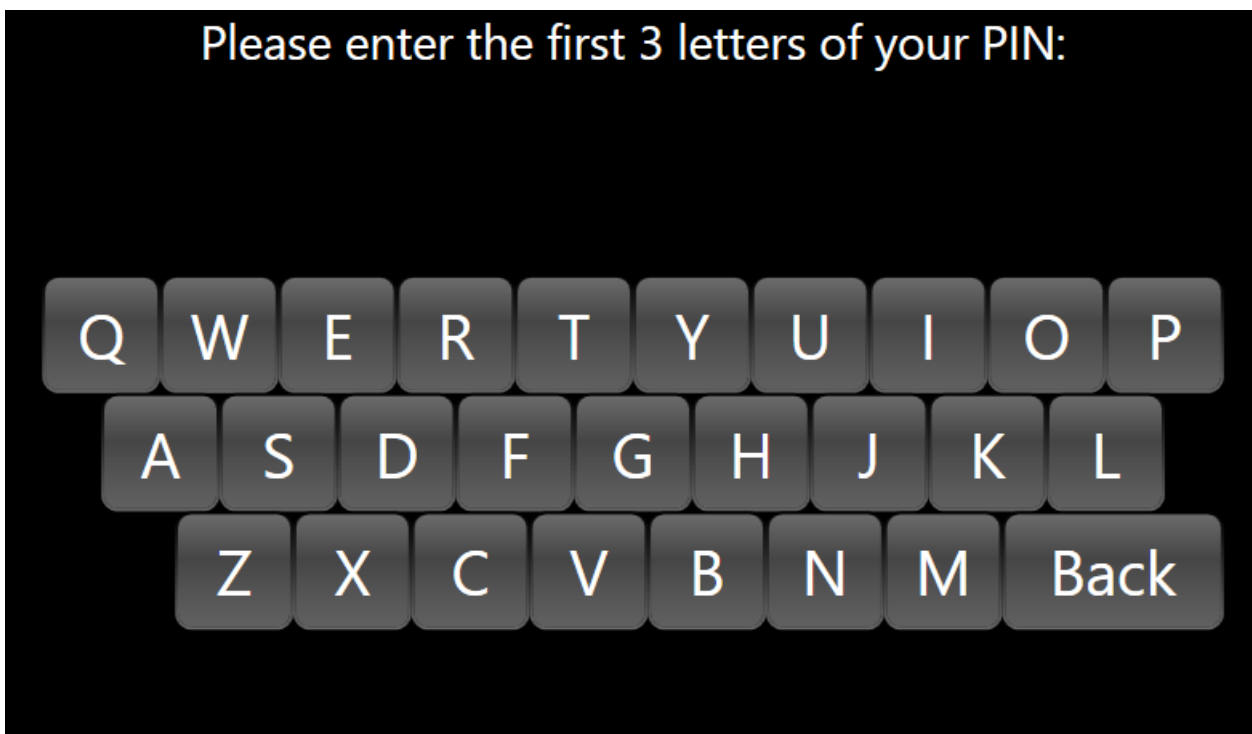 Please enter the first 3 letters of your PIN:
Q W E R T Y U I O P
A S D F G H J K L
Z X C V B N M Back